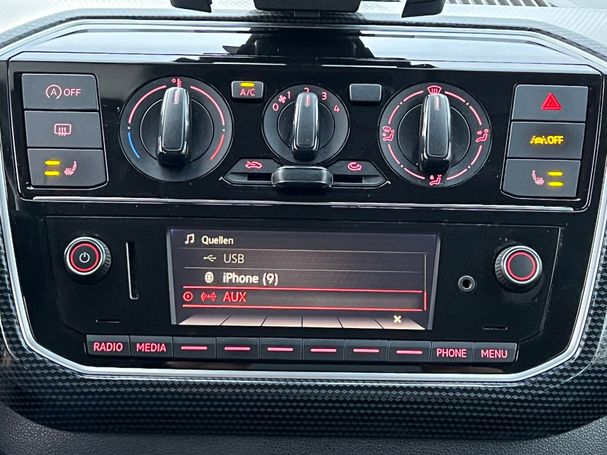 OFF
A/C
0 1 2 3 4
OFF
Quellen
USB
iPhone (9)
AUX
RADIO MEDIA PHONE MENU